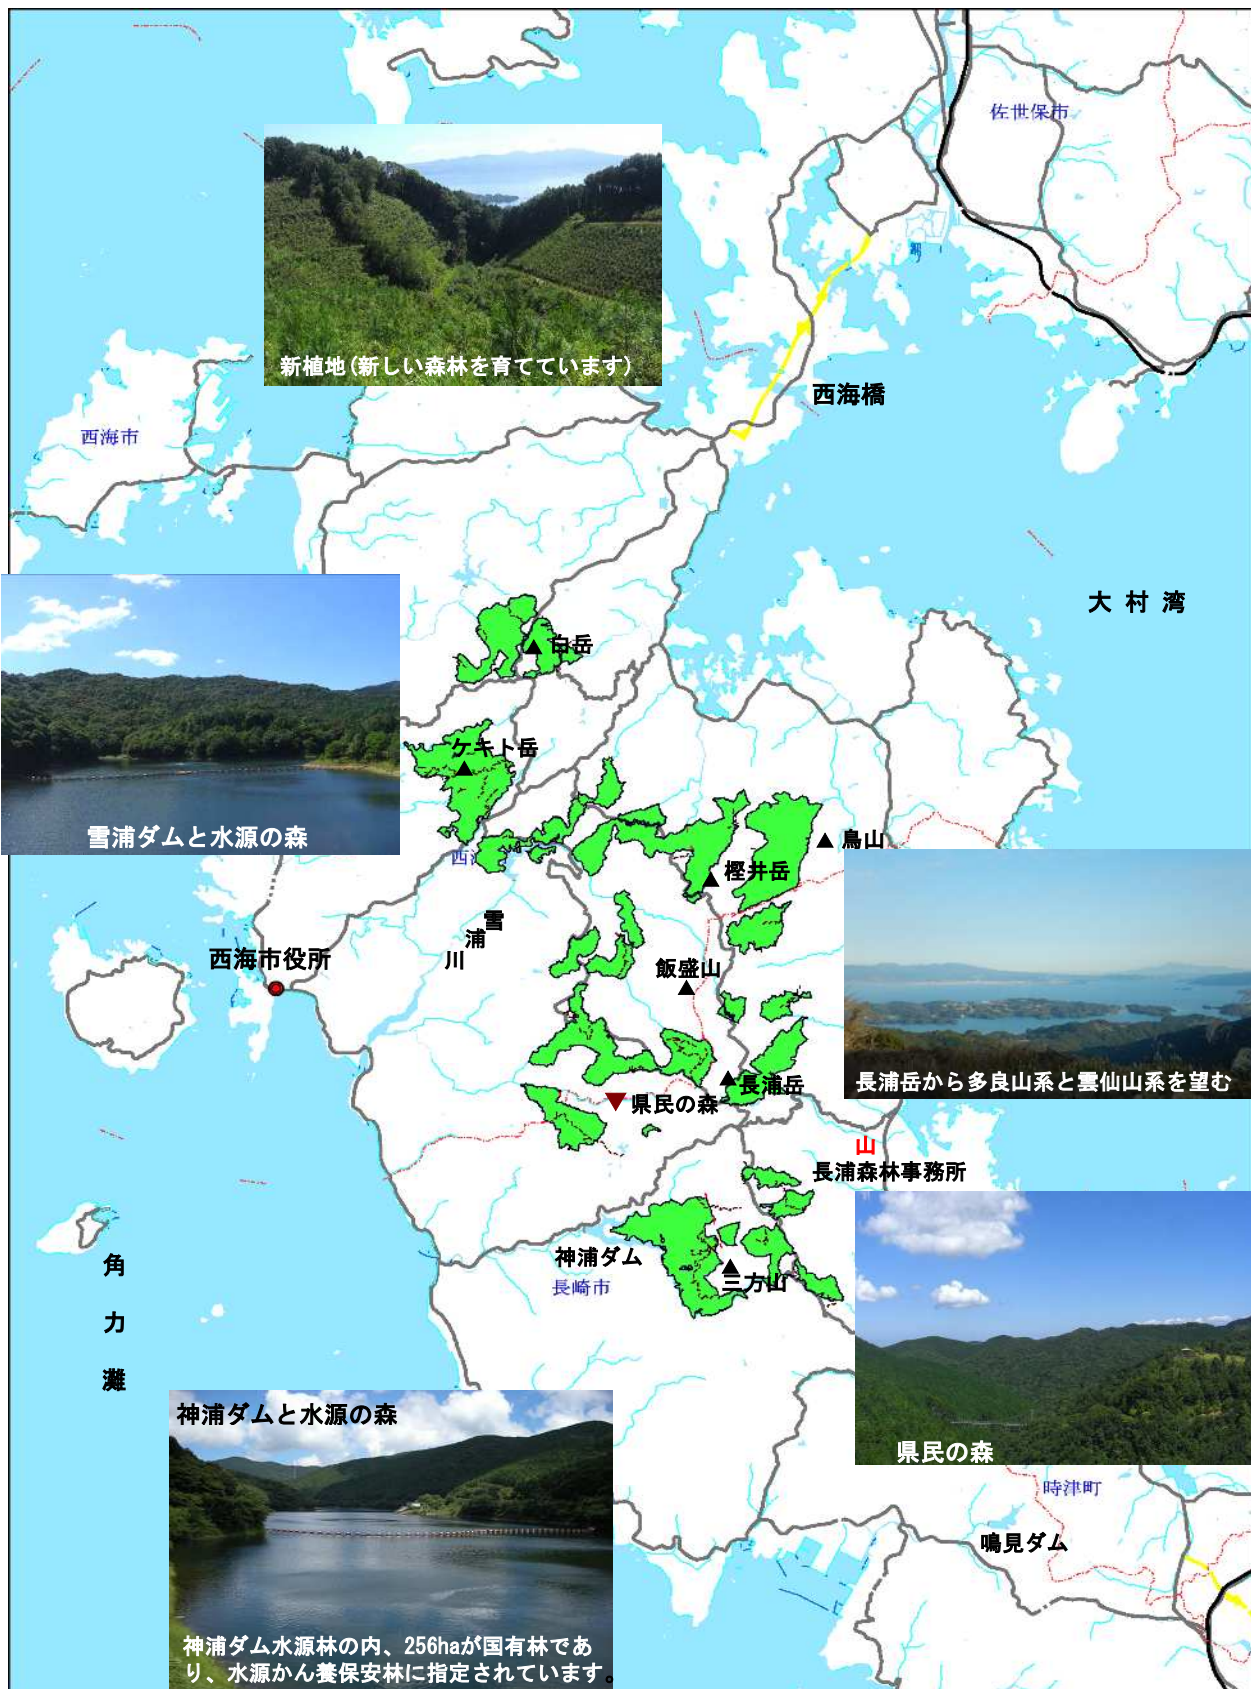 佐世保市
新植地(新しい森林を育てています)
西海橋
西海市
大村湾
白岳
ケキト岳
雪浦ダムと水源の森
鳥山
西海
樫井岳
雪
浦
川
西海市役所
飯盛山
長浦岳から多良山系と雲仙山系を望む
長浦岳
県民の森
山
長浦森林事務所
神浦ダム
長崎市
三方山
角
力
灘
神浦ダムと水源の森
県民の森
時津町
鳴見ダム
神浦ダム水源林の内、256haが国有林であ
り、水源かん養保安林に指定されています。